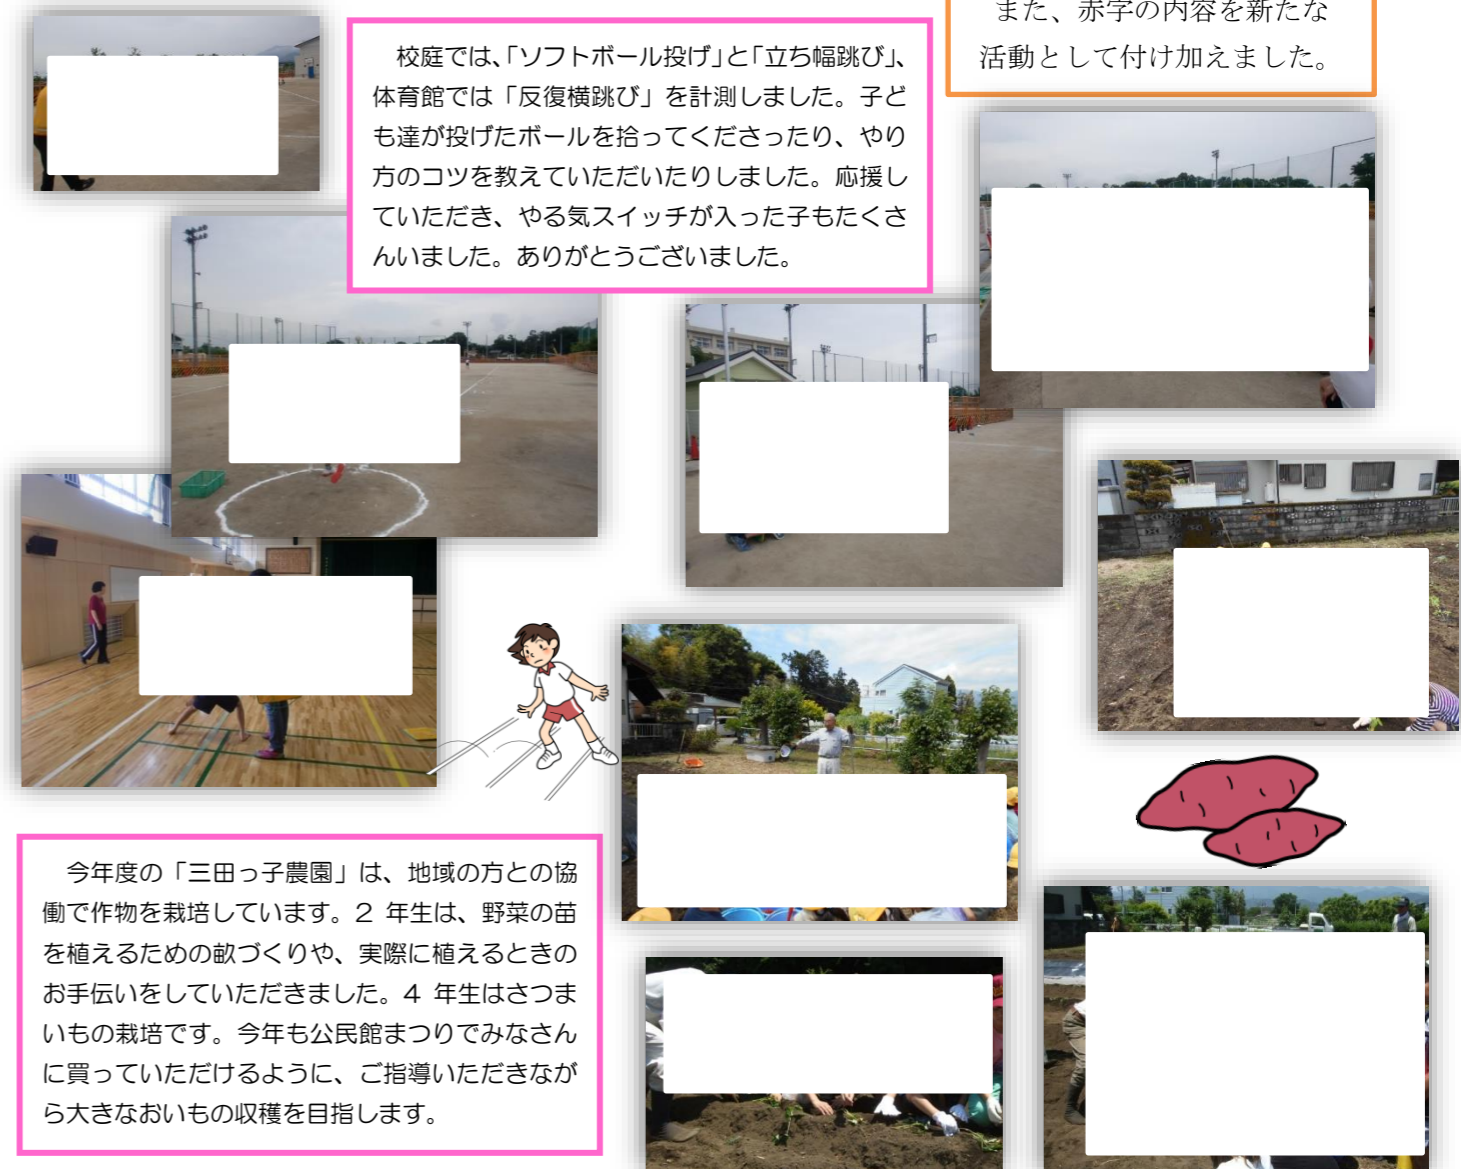 また、赤字の内容を新たな
活動として付け加えました。
校庭では、「ソフトボール投げ」と「立ち幅跳び」、
体育館では「反復横跳び」を計測しました。子ど
も達が投げたボールを拾ってくださったり、やり
方のコツを教えていただいたりしました。応援し
ていただき、やる気スイッチが入った子もたくさ
んいました。ありがとうございました。
今年度の「三田っ子農園」は、地域の方との協
働で作物を栽培しています。2 年生は、野菜の苗
を植えるための畝づくりや、実際に植えるときの
お手伝いをしていただきました。4 年生はさつま
いもの栽培です。今年も公民館まつりでみなさん
に買っていただけるように、ご指導いただきなが
ら大きなおいもの収穫を目指します。